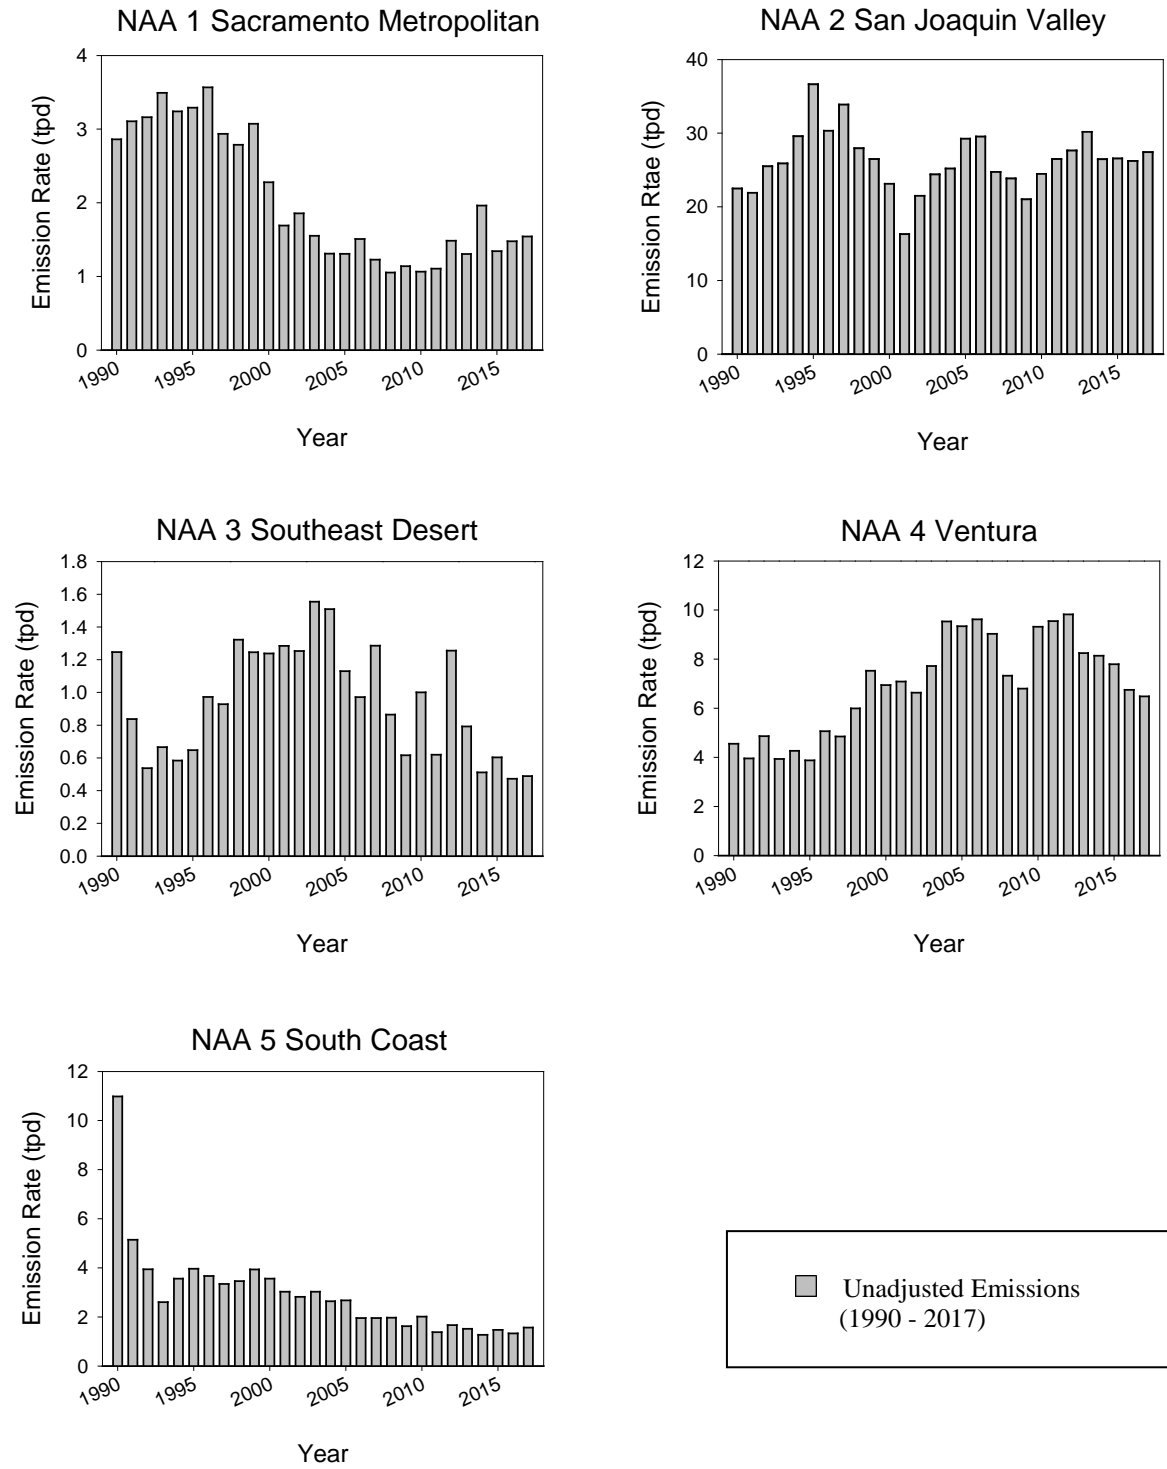 NAA 1 Sacramento Metropolitan
Emission Rate (tpd)
4
3
2
1
0
1990 1995 2000 2005 2010 2015
Year
NAA 2 San Joaquin Valley
Emission Rtae (tpd)
40
30
20
10
0
1990 1995 2000 2005 2010 2015
Year
NAA 3 Southeast Desert
Emission Rate (tpd)
1.8
1.6
1.4
1.2
1.0
0.8
0.6
0.4
0.2
0.0
1990 1995 2000 2005 2010 2015
Year
NAA 4 Ventura
Emission Rate (tpd)
12
10
8
6
4
2
0
1990 1995 2000 2005 2010 2015
Year
NAA 5 South Coast
Emission Rate (tpd)
12
10
8
6
4
2
0
1990 1995 2000 2005 2010 2015
Year
Unadjusted Emissions
(1990 - 2017)